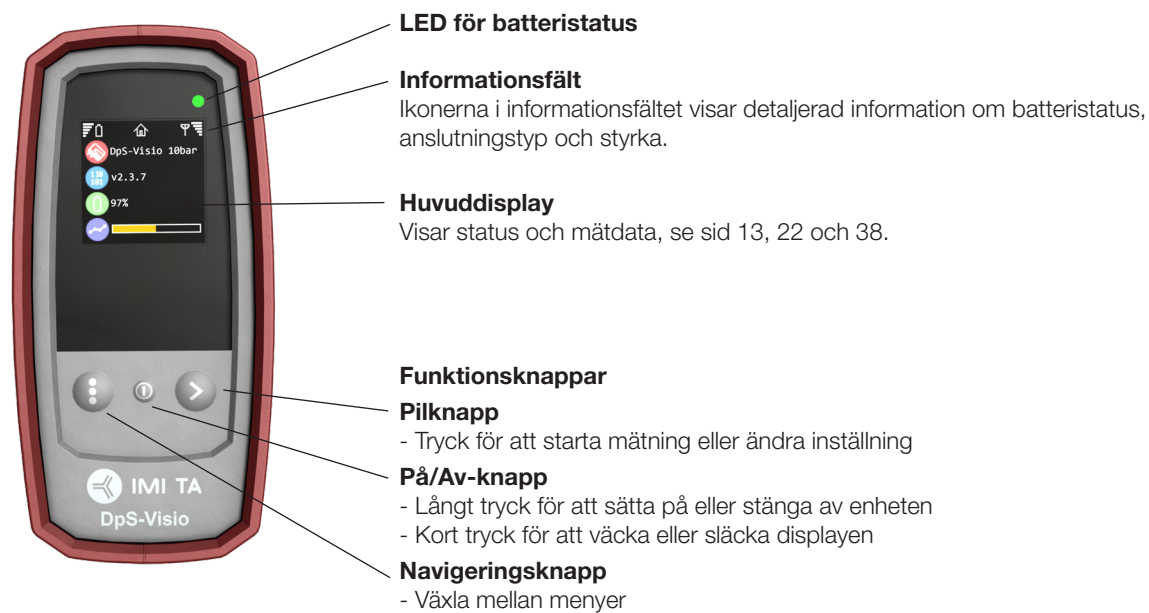 LED för batteristatus
Informationsfält
Ikonerna i informationsfältet visar detaljerad information om batteristatus,
anslutningstyp och styrka.
DpS-Visio 10bar
110
101
v2.3.7
97%
Huvuddisplay
Visar status och mätdata, se sid 13, 22 och 38.
Funktionsknappar
Pilknapp
- Tryck för att starta mätning eller ändra inställning
På/Av-knapp
- Långt tryck för att sätta på eller stänga av enheten
- Kort tryck för att väcka eller släcka displayen
Navigeringsknapp
- Växla mellan menyer
IMI TA
DpS-Visio